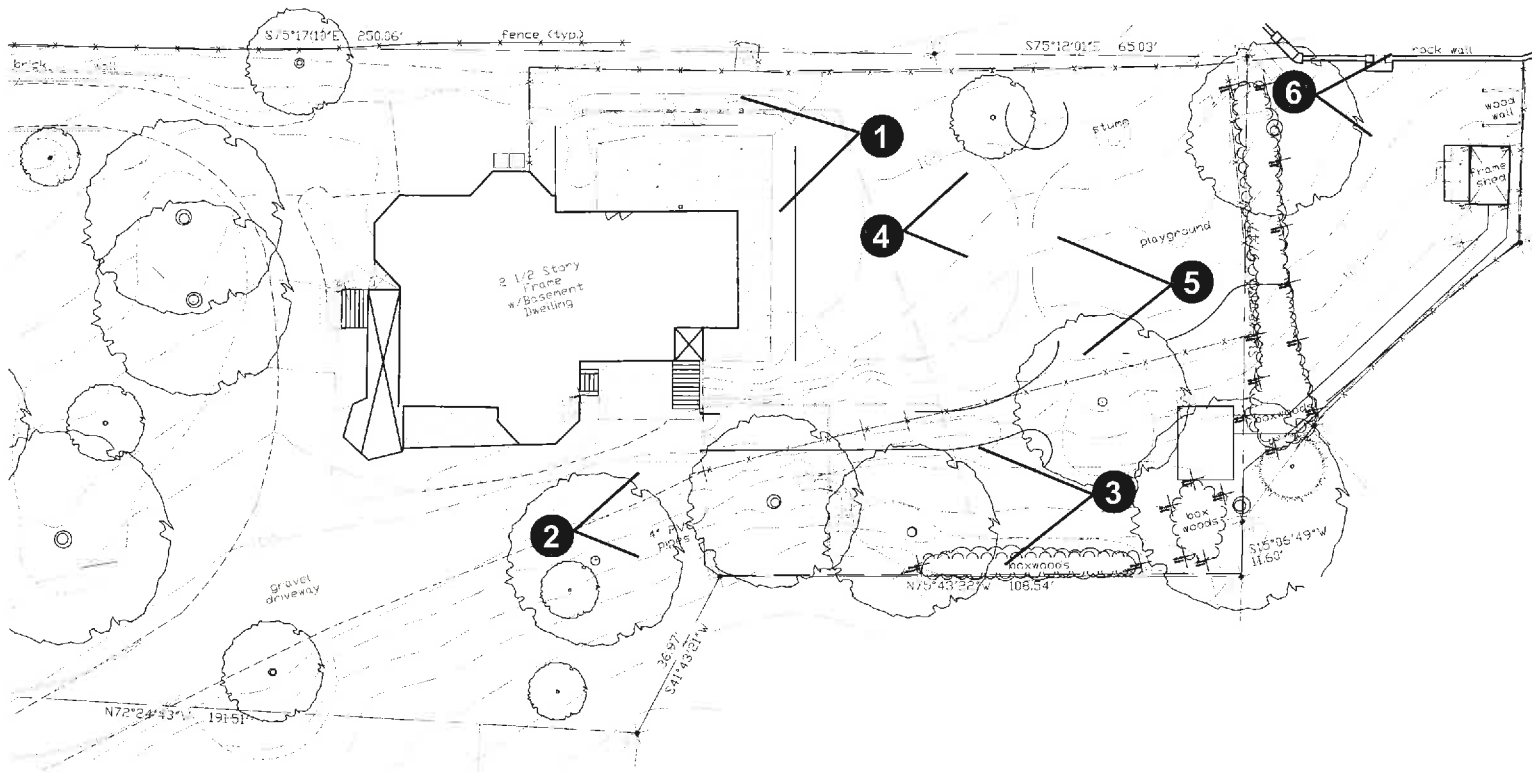 S75°17'10"E 250.06'
fence (typ.)
S75°12'01"E 65.03'
rock wall
brick wall
6
wood
wall
1
stump
frame
shed
4
playground
5
2 1/2 Story
Frame
w/Basement
Dwelling
boxwoods
3
2
4" PVC
Pipes
box
woods
S15°06'49"W
11.60'
boxwoods
N75°43'32"W 108.54'
gravel
driveway
36.97'
S41°43'21"W
N72°24'43"W 191.51'